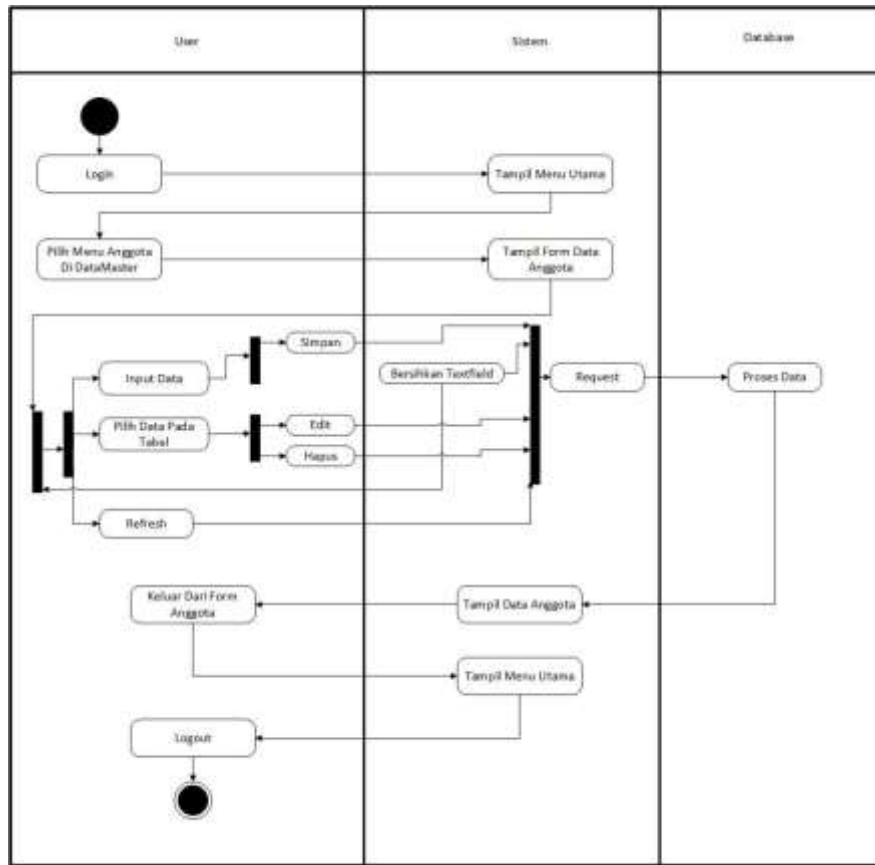 User
Sistem
Database
Login
Tampil Menu Utama
Pilih Menu Anggota
Di DataMaster
Tampil Form Data
Anggota
Simpan
Input Data
Bersihkan Textfield
Request
Proses Data
Pilih Data Pada
Tabel
Edit
Hapus
Refresh
Keluar Dari Form
Anggota
Tampil Data Anggota
Tampil Menu Utama
Logout